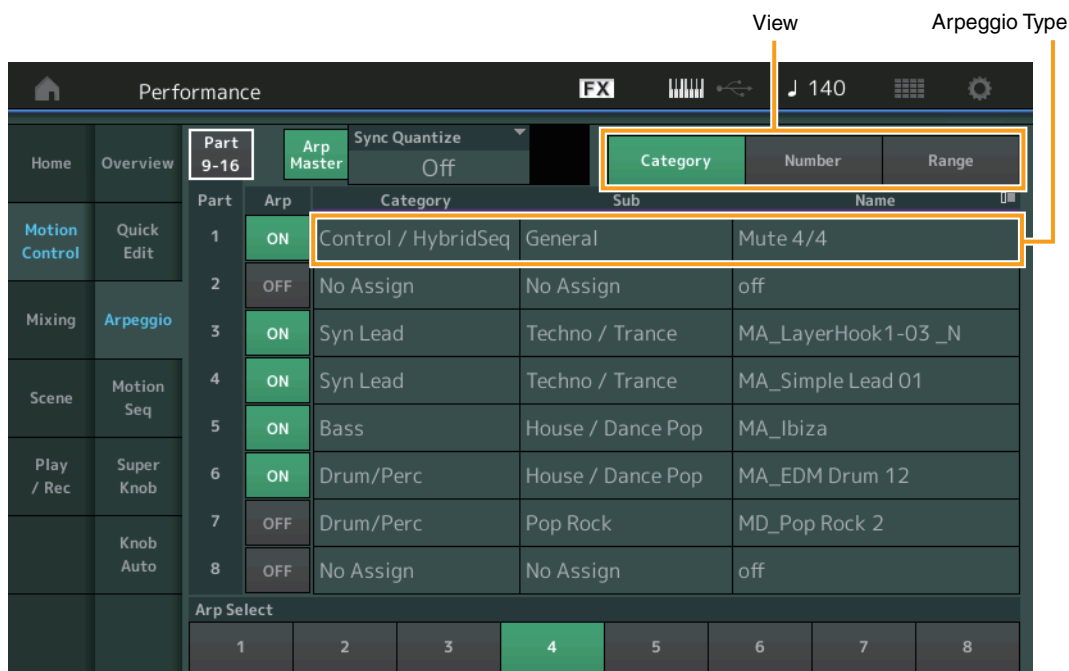 View
Arpeggio Type
Performance
FX
140
Home
Overview
Part
9-16
Arp
Master
Sync Quantize
Off
Category
Number
Range
Part
Arp
Category
Sub
Name
Motion
Control
Quick
Edit
1
ON
Control / HybridSeq
General
Mute 4/4
2
OFF
No Assign
No Assign
off
Mixing
Arpeggio
3
ON
Syn Lead
Techno / Trance
MA_LayerHook1-03 _N
Scene
Motion
Seq
4
ON
Syn Lead
Techno / Trance
MA_Simple Lead 01
5
ON
Bass
House / Dance Pop
MA_Ibiza
Play
/ Rec
Super
Knob
6
ON
Drum/Perc
House / Dance Pop
MA_EDM Drum 12
7
OFF
Drum/Perc
Pop Rock
MD_Pop Rock 2
Knob
Auto
8
OFF
No Assign
No Assign
off
Arp Select
1
2
3
4
5
6
7
8